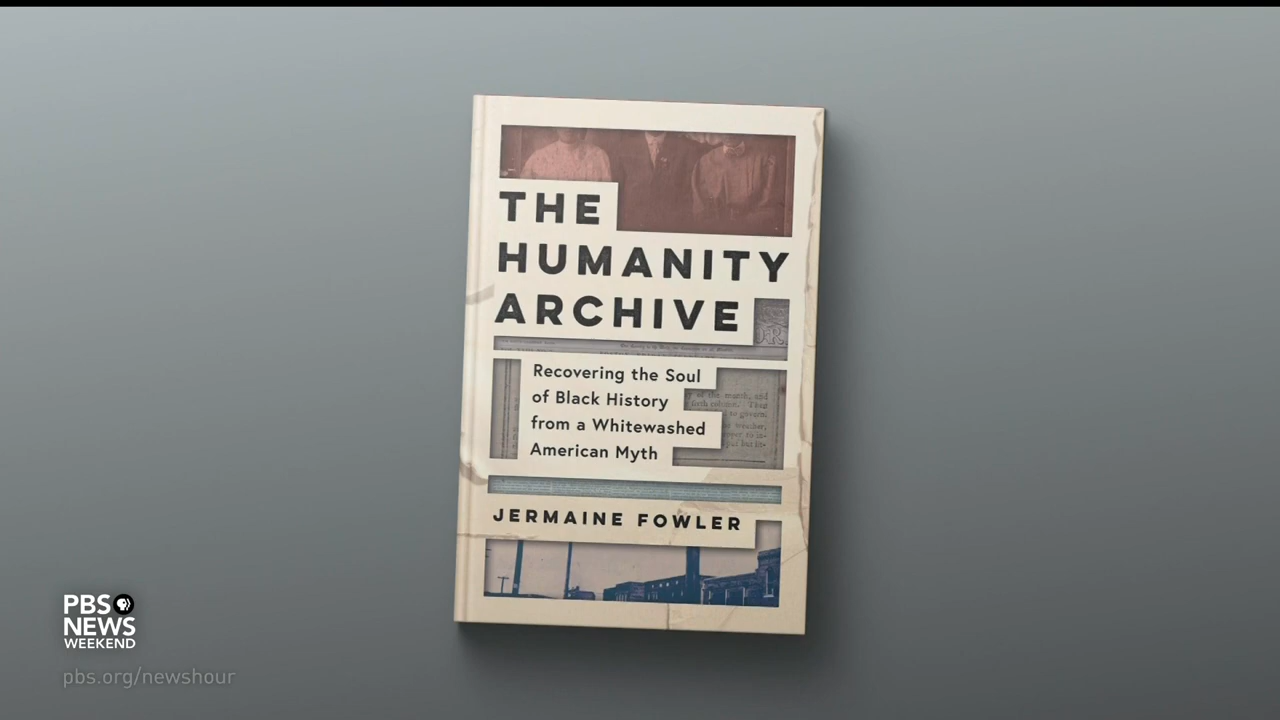 THE
HUMANITY
ARCHIVE
Recovering the Soul
of Black History
from a Whitewashed
American Myth
JERMAINE FOWLER
PBS
NEWS
WEEKEND
pbs.org/newshour